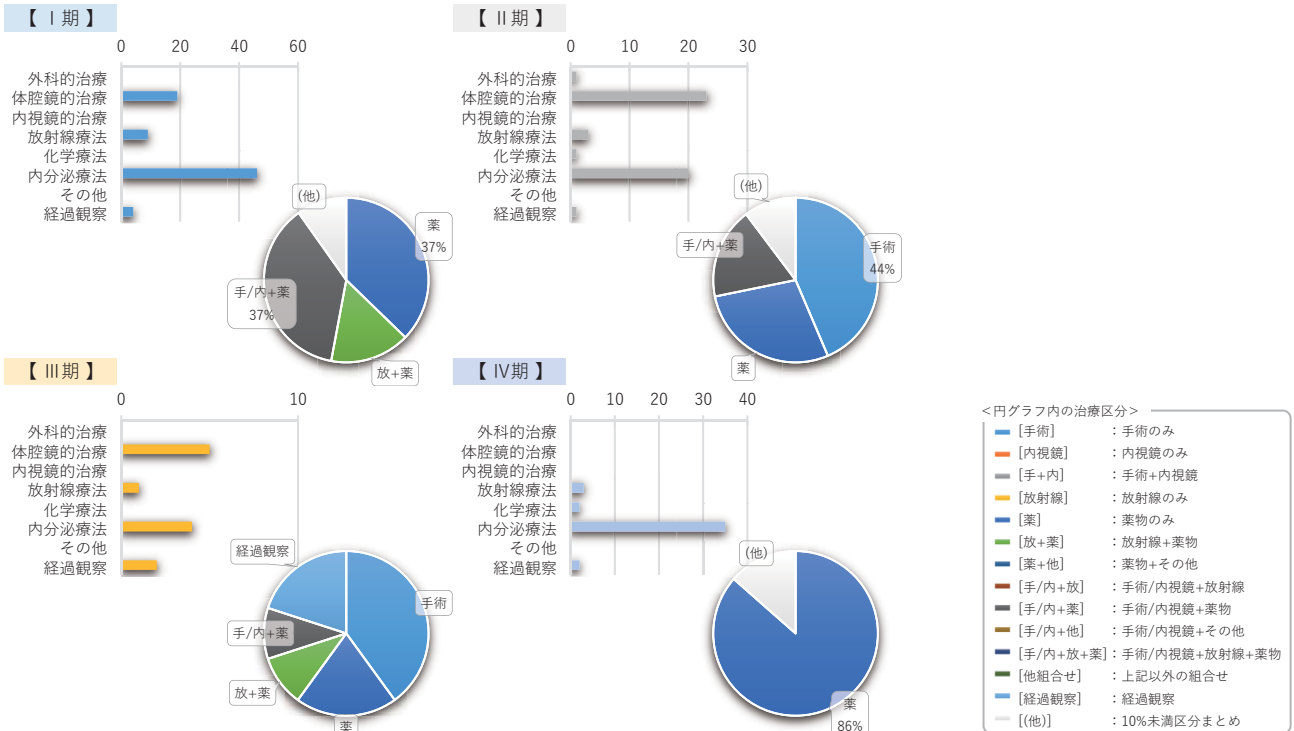 【 Ⅰ期 】
0 20 40 60
外科的治療
体腔鏡的治療
内視鏡的治療
放射線療法
化学療法
内分泌療法
その他
経過観察
(他)
薬
37%
手/内+薬
37%
放+薬
【 Ⅱ期 】
0 10 20 30
外科的治療
体腔鏡的治療
内視鏡的治療
放射線療法
化学療法
内分泌療法
その他
経過観察
(他)
手/内+薬
手術
44%
薬
【 Ⅲ期 】
0 10
外科的治療
体腔鏡的治療
内視鏡的治療
放射線療法
化学療法
内分泌療法
その他
経過観察
経過観察
手術
手/内+薬
放+薬
薬
【 Ⅳ期 】
0 10 20 30 40
外科的治療
体腔鏡的治療
内視鏡的治療
放射線療法
化学療法
内分泌療法
その他
経過観察
(他)
薬
86%
＜円グラフ内の治療区分＞
[手術] ：手術のみ
[内視鏡] ：内視鏡のみ
[手+内] ：手術+内視鏡
[放射線] ：放射線のみ
[薬] ：薬物のみ
[放+薬] ：放射線+薬物
[薬+他] ：薬物+その他
[手/内+放] ：手術/内視鏡+放射線
[手/内+薬] ：手術/内視鏡+薬物
[手/内+他] ：手術/内視鏡+その他
[手/内+放+薬]：手術/内視鏡+放射線+薬物
[他組合せ] ：上記以外の組合せ
[経過観察] ：経過観察
[(他)] ：10%未満区分まとめ